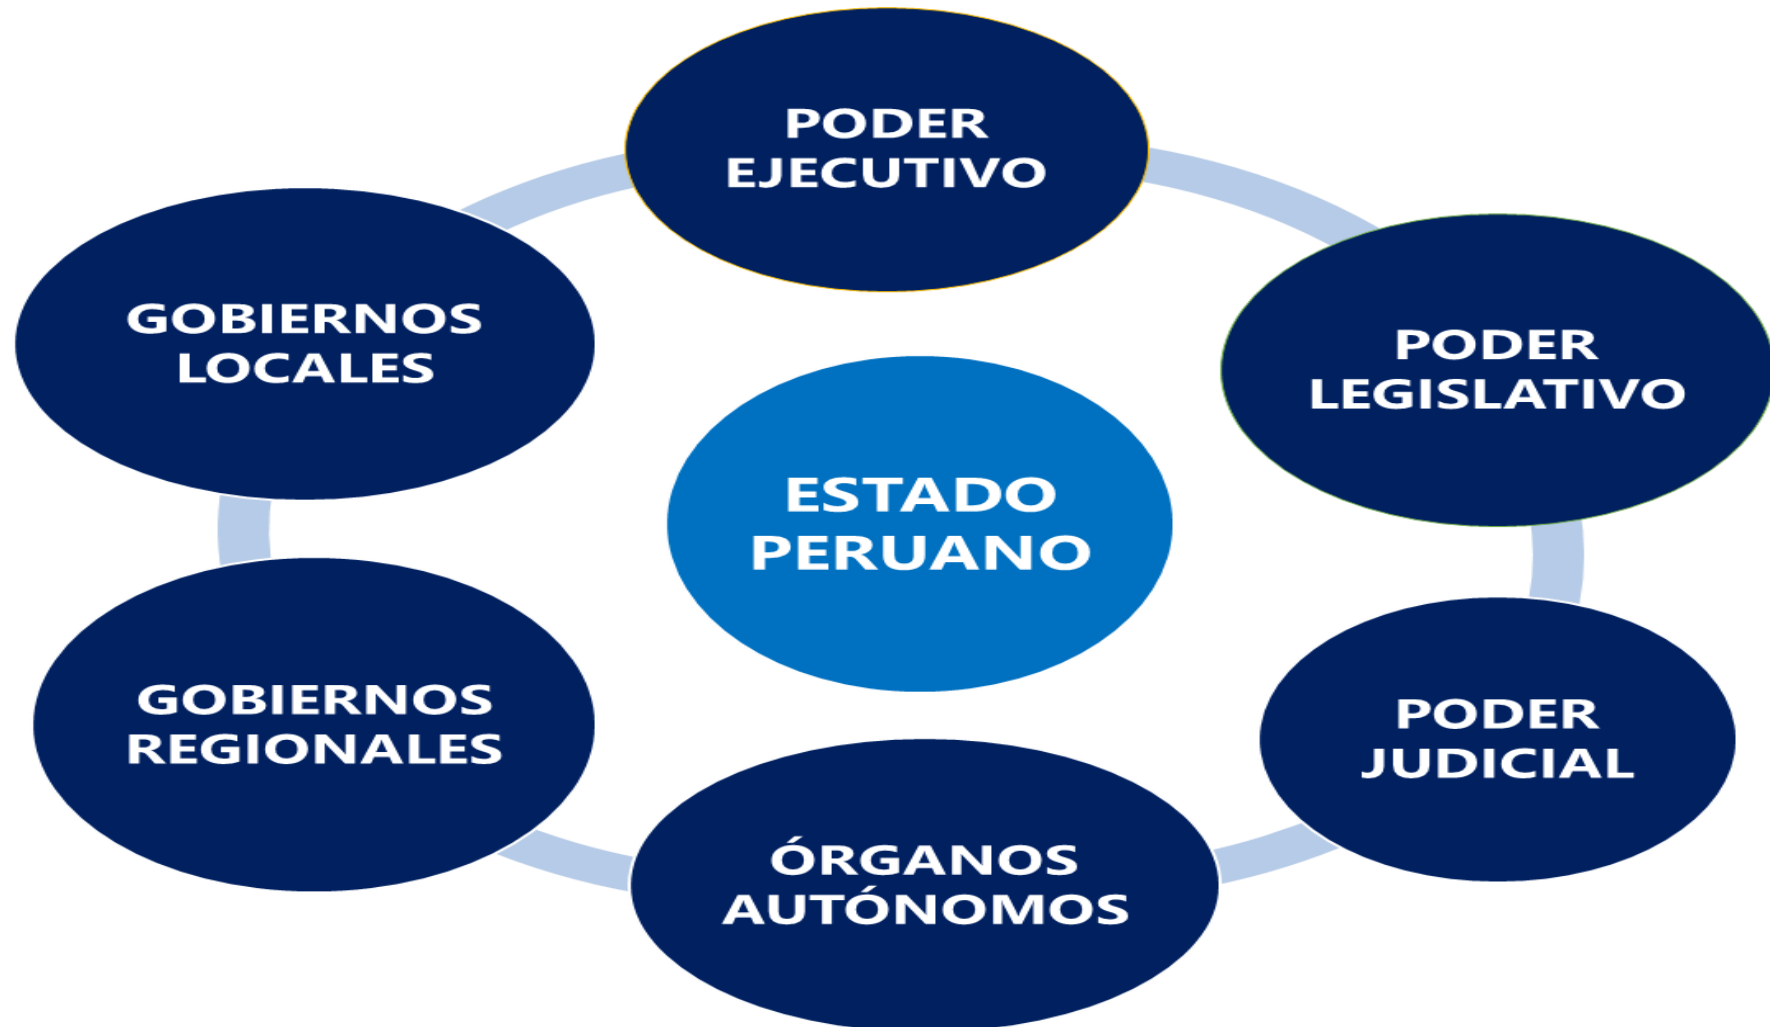 PODER
EJECUTIVO
GOBIERNOS
LOCALES
PODER
LEGISLATIVO
ESTADO
PERUANO
GOBIERNOS
REGIONALES
PODER
JUDICIAL
ÓRGANOS
AUTÓNOMOS